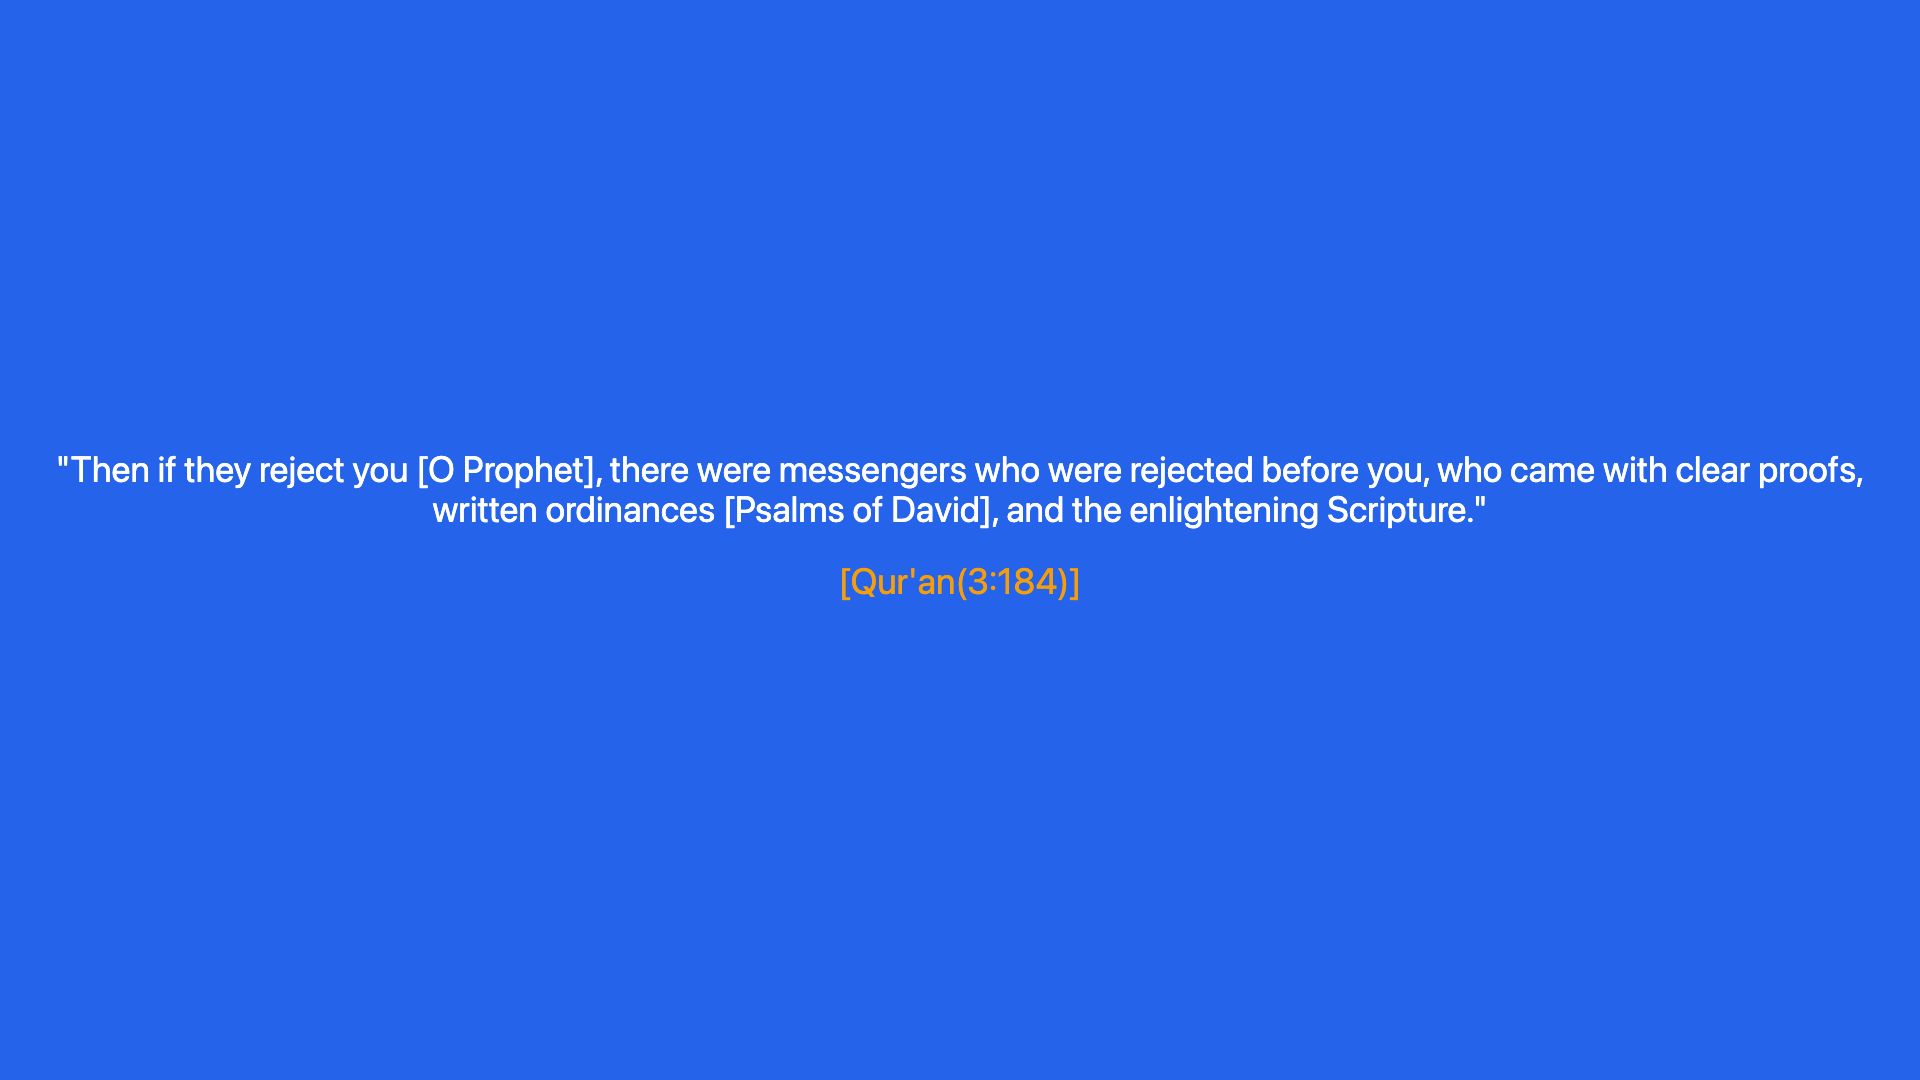 "Then if they reject you [O Prophet], there were messengers who were rejected before you, who came with clear proofs,
written ordinances [Psalms of David], and the enlightening Scripture."
[Qur'an(3:184)]